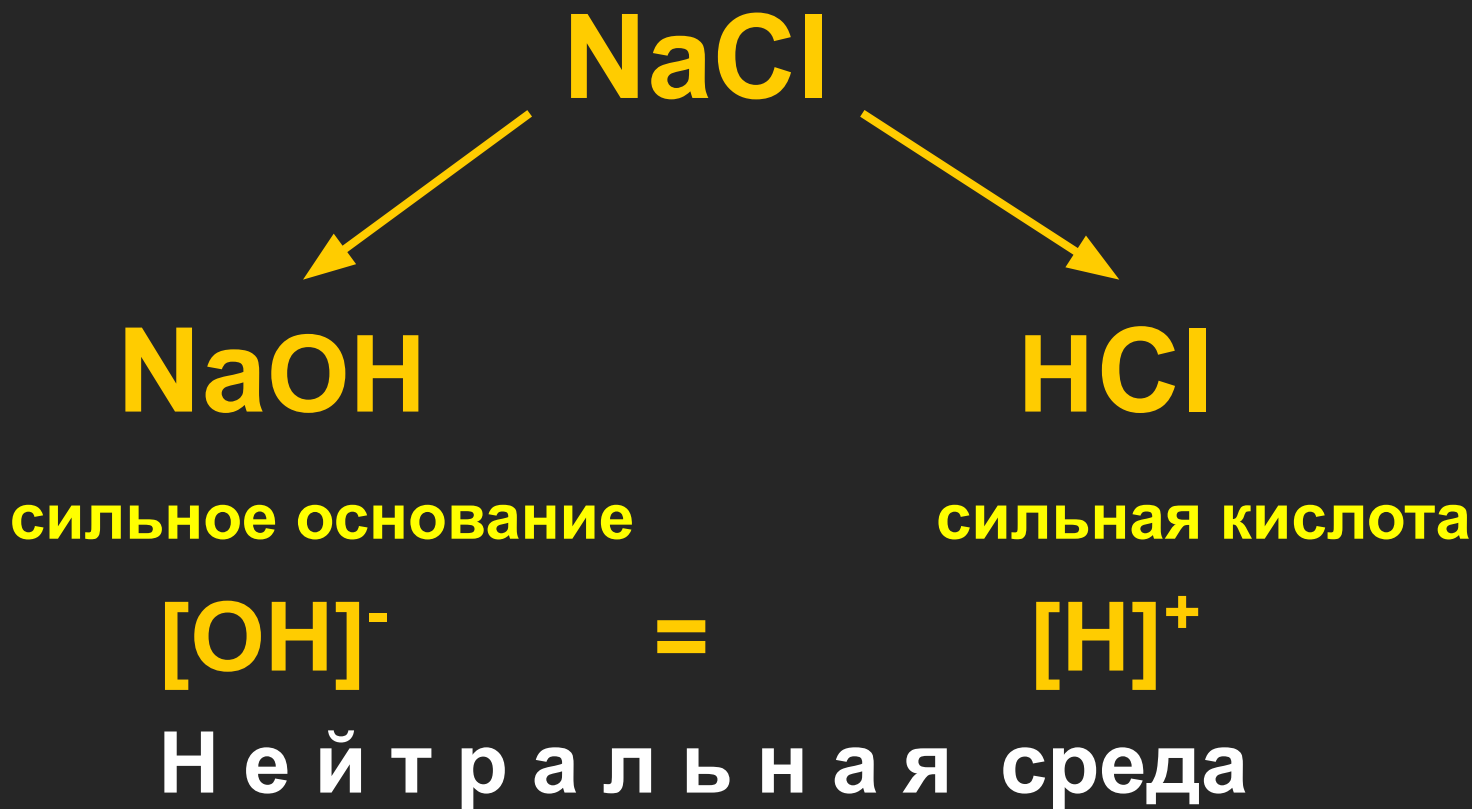 NaCl
NaOH HCl
сильное основание сильная кислота
[OH]⁻ = [H]⁺
Н е й т р а л ь н а я среда